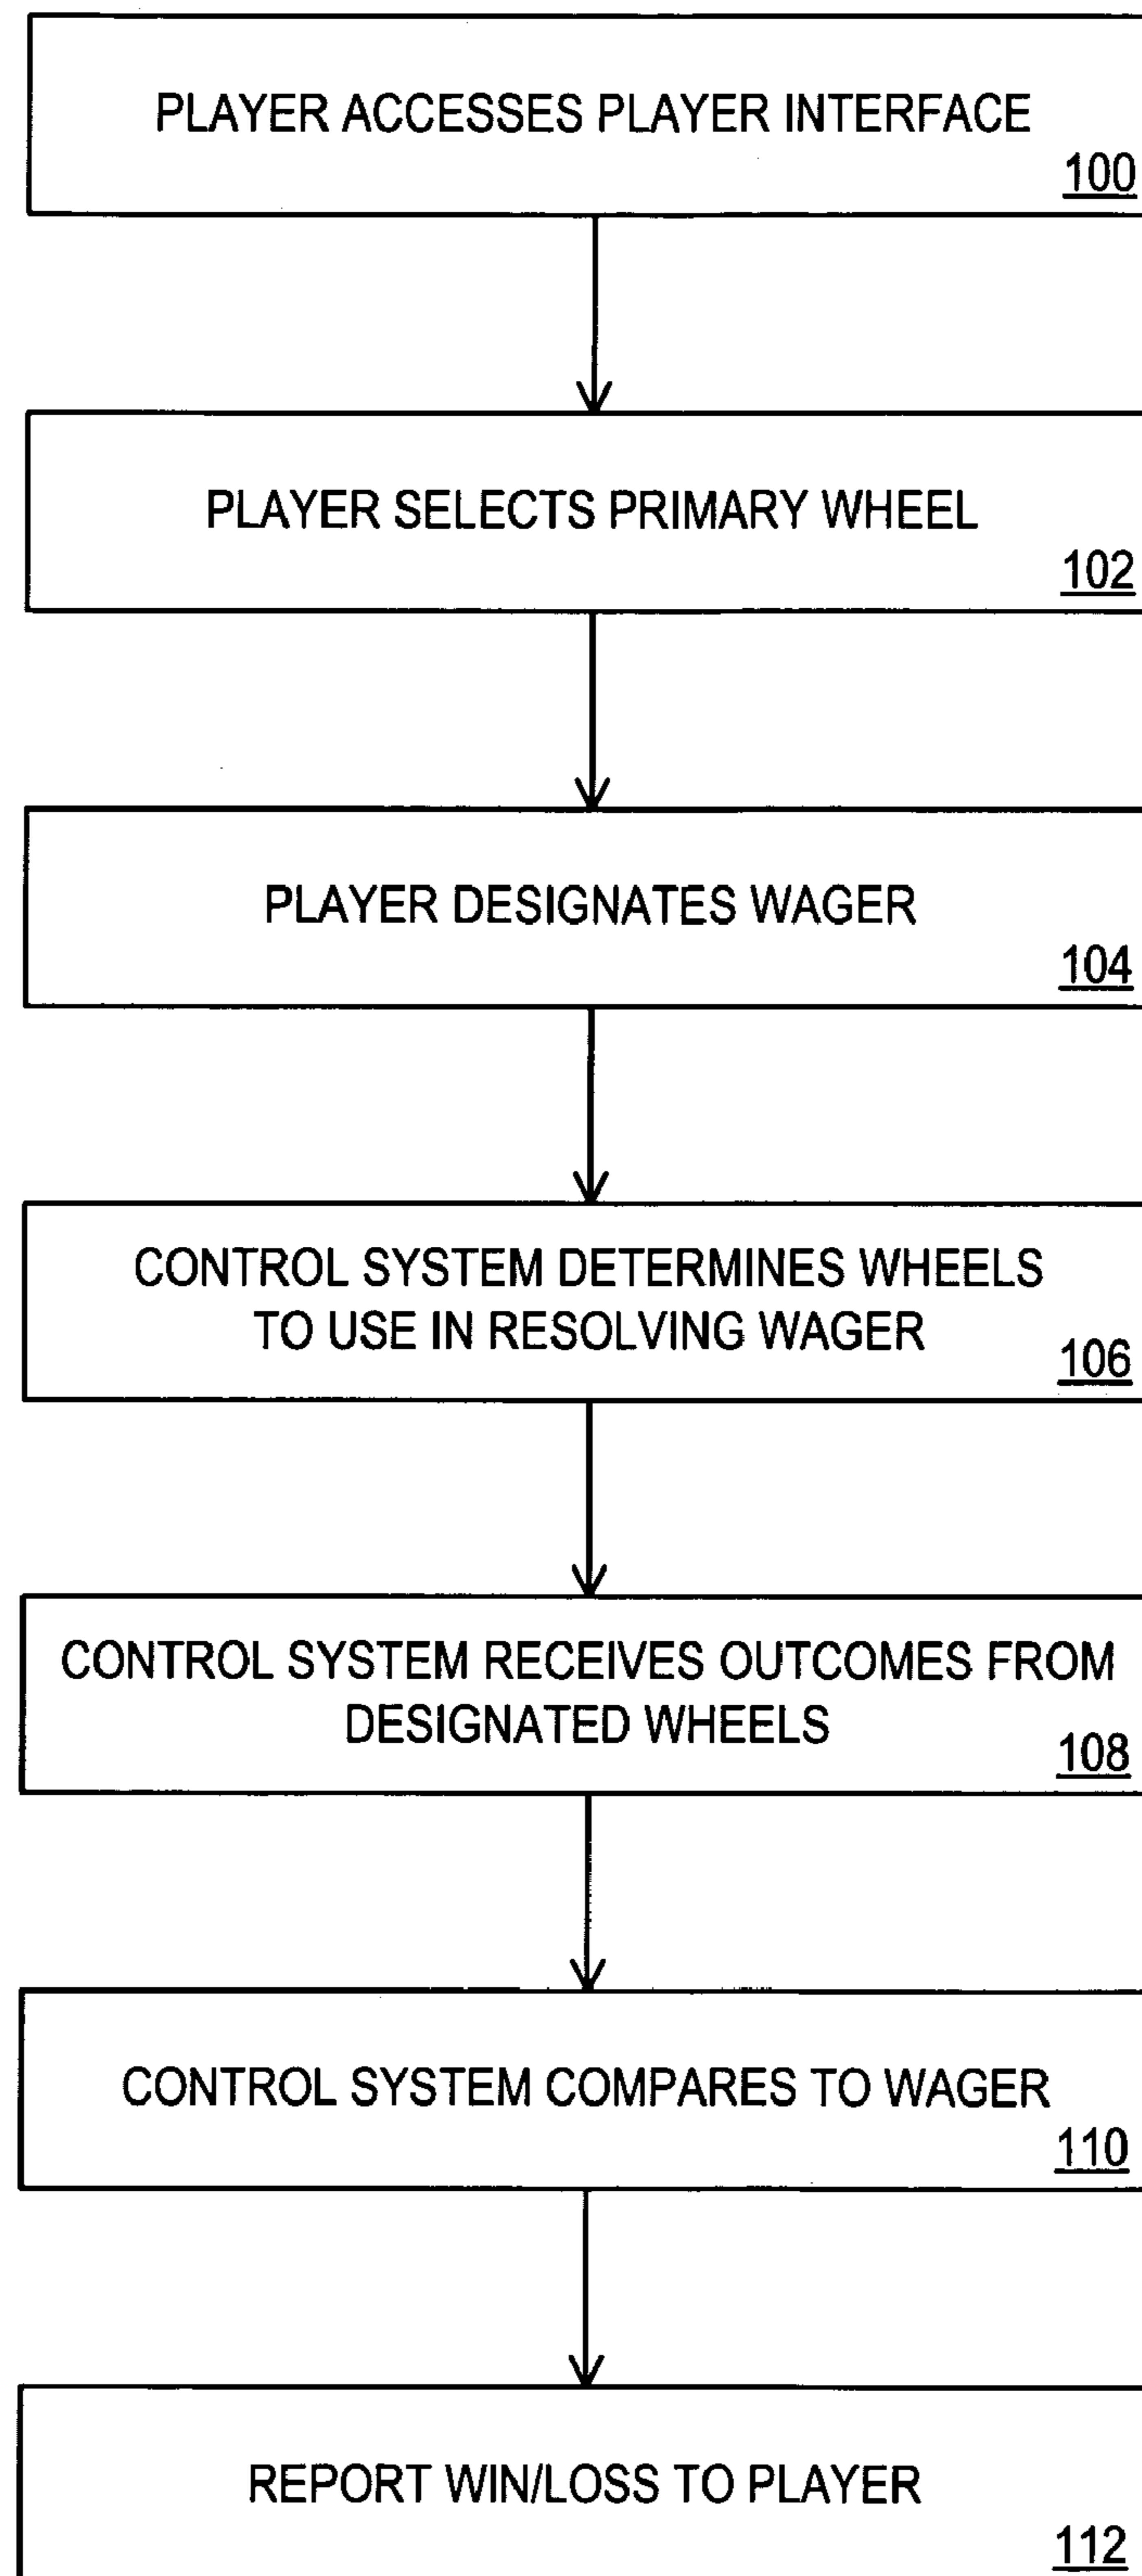 PLAYER ACCESSES PLAYER INTERFACE
100
PLAYER SELECTS PRIMARY WHEEL
102
PLAYER DESIGNATES WAGER
104
CONTROL SYSTEM DETERMINES WHEELS
TO USE IN RESOLVING WAGER
106
CONTROL SYSTEM RECEIVES OUTCOMES FROM
DESIGNATED WHEELS
108
CONTROL SYSTEM COMPARES TO WAGER
110
REPORT WIN/LOSS TO PLAYER
112